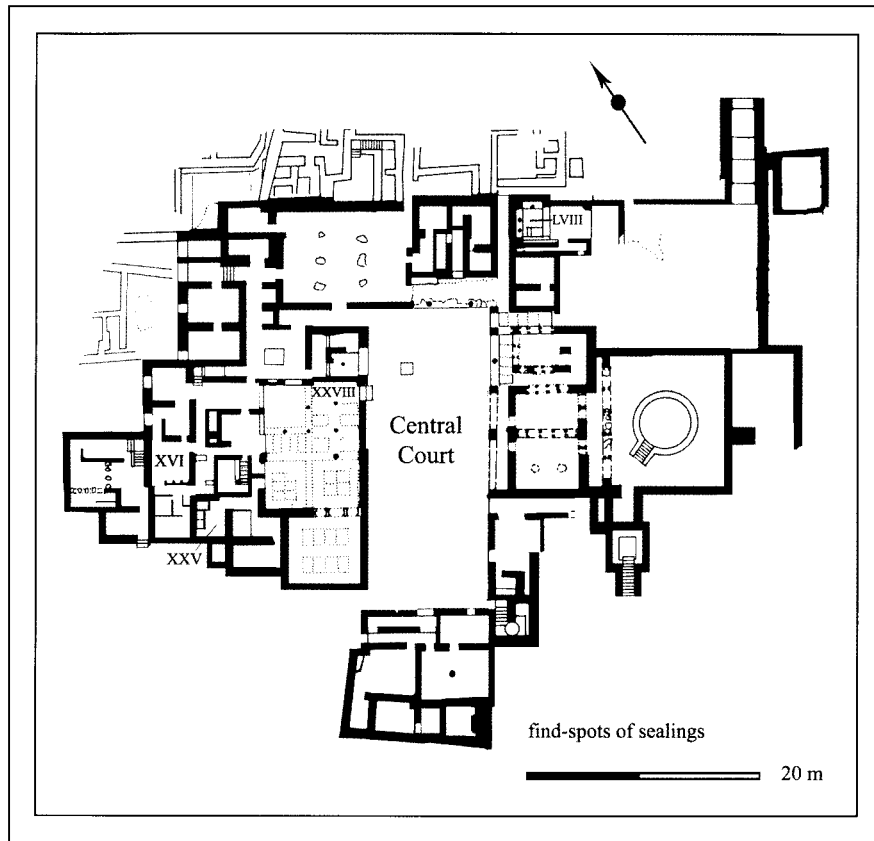 LVIII
XXVIII
Central
Court
XVI
XXV
find-spots of sealings
20 m